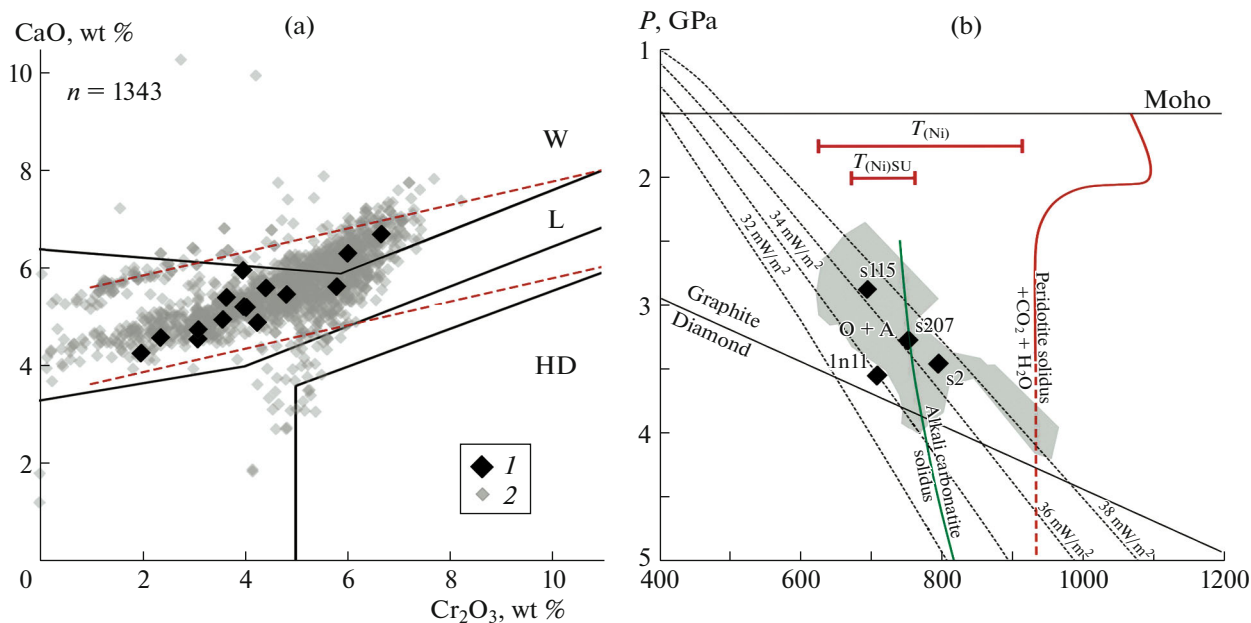 CaO, wt %
(a)
10
8
6
4
2
0
n = 1343
W
L
HD
1
2
2
4
6
8
10
Cr₂O₃, wt %
P, GPa
(b)
1
2
3
4
5
Moho
T(Ni)
T(Ni)SU
32 mW/m²
34 mW/m²
s115
O + A
s207
1n11
s2
Graphite
Diamond
Alkali carbonatite
solidus
Peridotite solidus
+CO₂ + H₂O
36 mW/m²
38 mW/m²
400
600
800
1000
1200